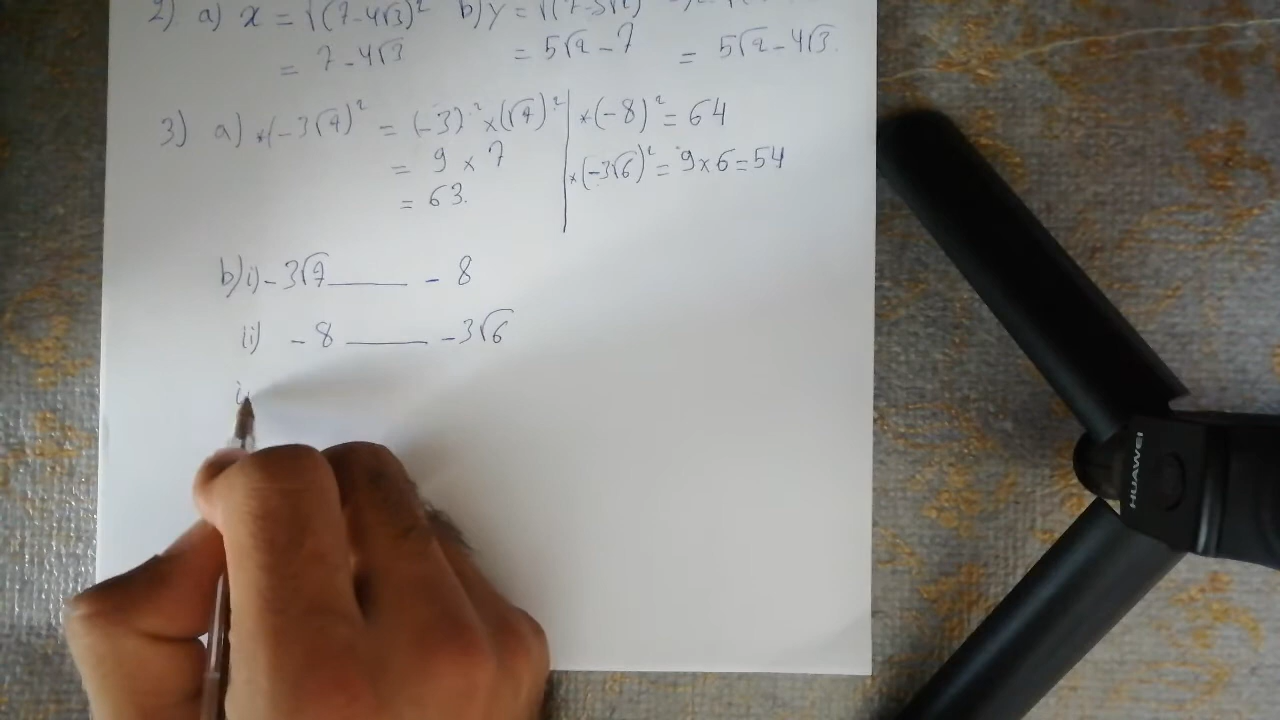 2) a) x = √(7-4√3)² b) y = √(7-5√2)
= 7-4√3 = 5√2 - 7 = 5√2 - 4√3.
3) a) *(-3√7)² = (-3)² × (√7)² *(-8)² = 64
= 9 × 7 *(-3√6)² = 9×6=54
= 63.
b) i) -3√7 ____ - 8
ii) - 8 ____ -3√6
HUAWEI